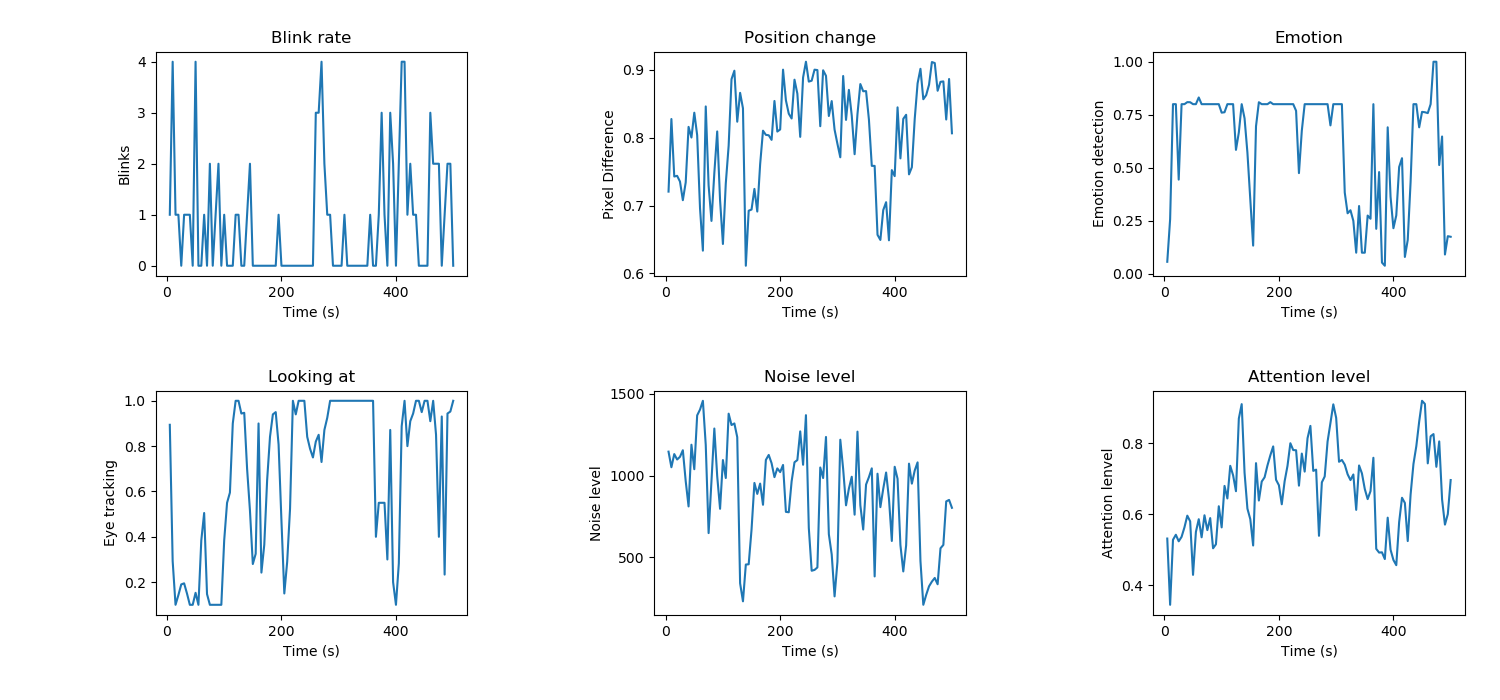 Blink rate
Position change
Emotion
4
3
2
1
0
Blinks
0 200 400
Time (s)
0.9
0.8
0.7
0.6
Pixel Difference
0 200 400
Time (s)
1.00
0.75
0.50
0.25
0.00
Emotion detection
0 200 400
Time (s)
Looking at
Noise level
Attention level
1.0
0.8
0.6
0.4
0.2
Eye tracking
0 200 400
Time (s)
1500
1000
500
Noise level
0 200 400
Time (s)
0.8
0.6
0.4
Attention lenvel
0 200 400
Time (s)